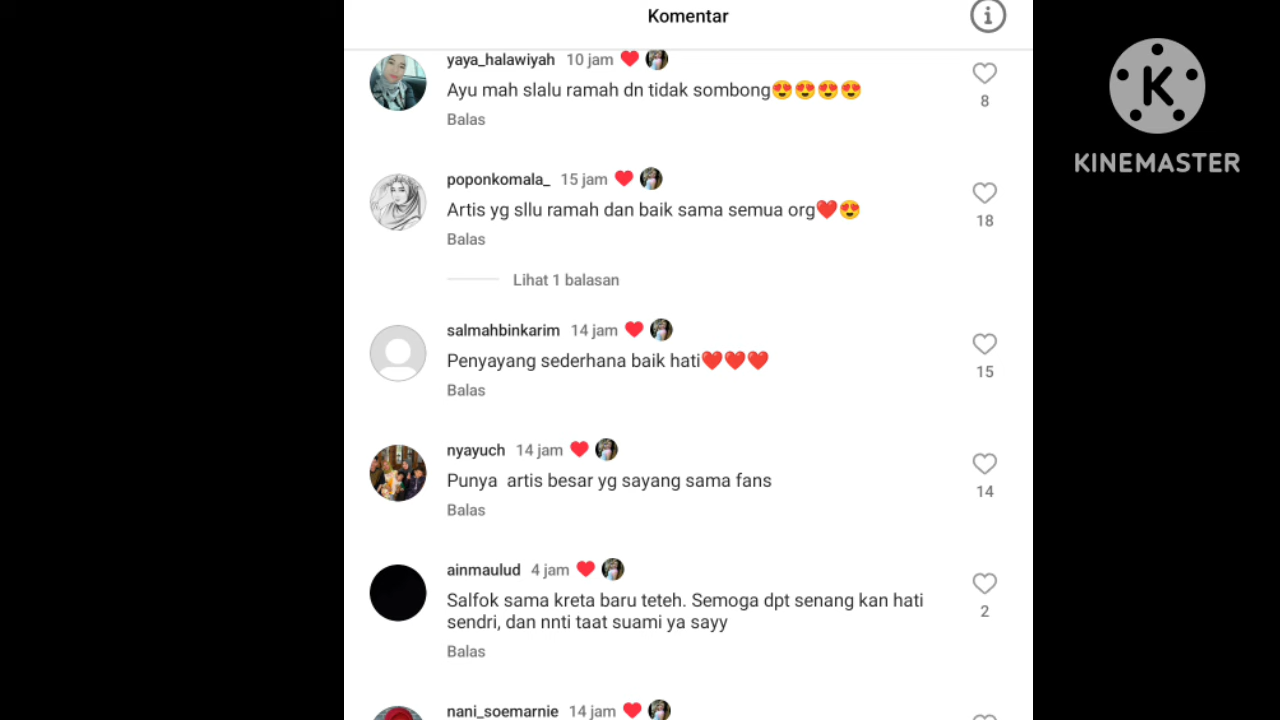 Komentar
yaya_halawiyah 10 jam
Ayu mah slalu ramah dn tidak sombong😍😍😍😍
8
Balas
poponkomala_ 15 jam
Artis yg sllu ramah dan baik sama semua org❤️😍
18
Balas
Lihat 1 balasan
salmahbinkarim 14 jam
Penyayang sederhana baik hati❤️❤️❤️
15
Balas
nyayuch 14 jam
Punya artis besar yg sayang sama fans
14
Balas
ainmaulud 4 jam
Salfok sama kreta baru teteh. Semoga dpt senang kan hati
sendri, dan nnti taat suami ya sayy
2
Balas
nani_soemarnie 14 jam
K
KINEMASTER